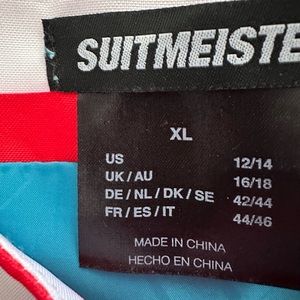 SUITMEISTE
XL
US 12/14
UK/AU 16/18
DE/NL/DK/SE 42/44
FR/ES/IT 44/46
MADE IN CHINA
HECHO EN CHINA